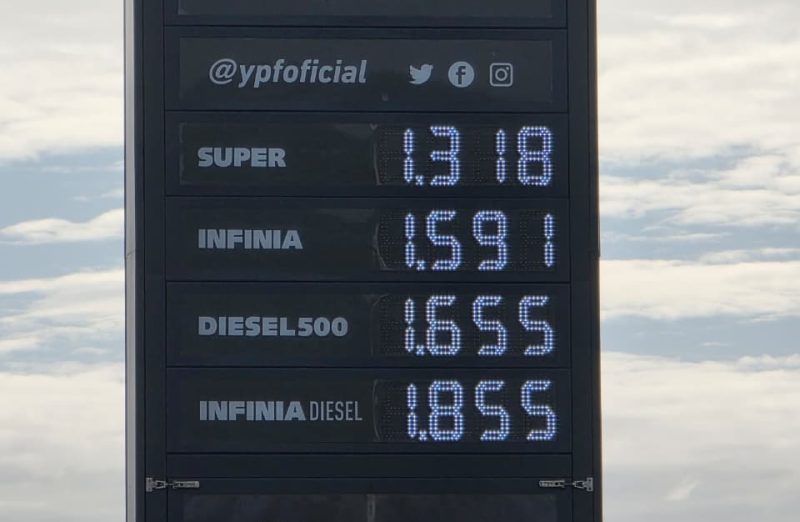 @ypfoficial
SUPER 1.318
INFINIA 1.591
DIESEL500 1.655
INFINIA DIESEL 1.855